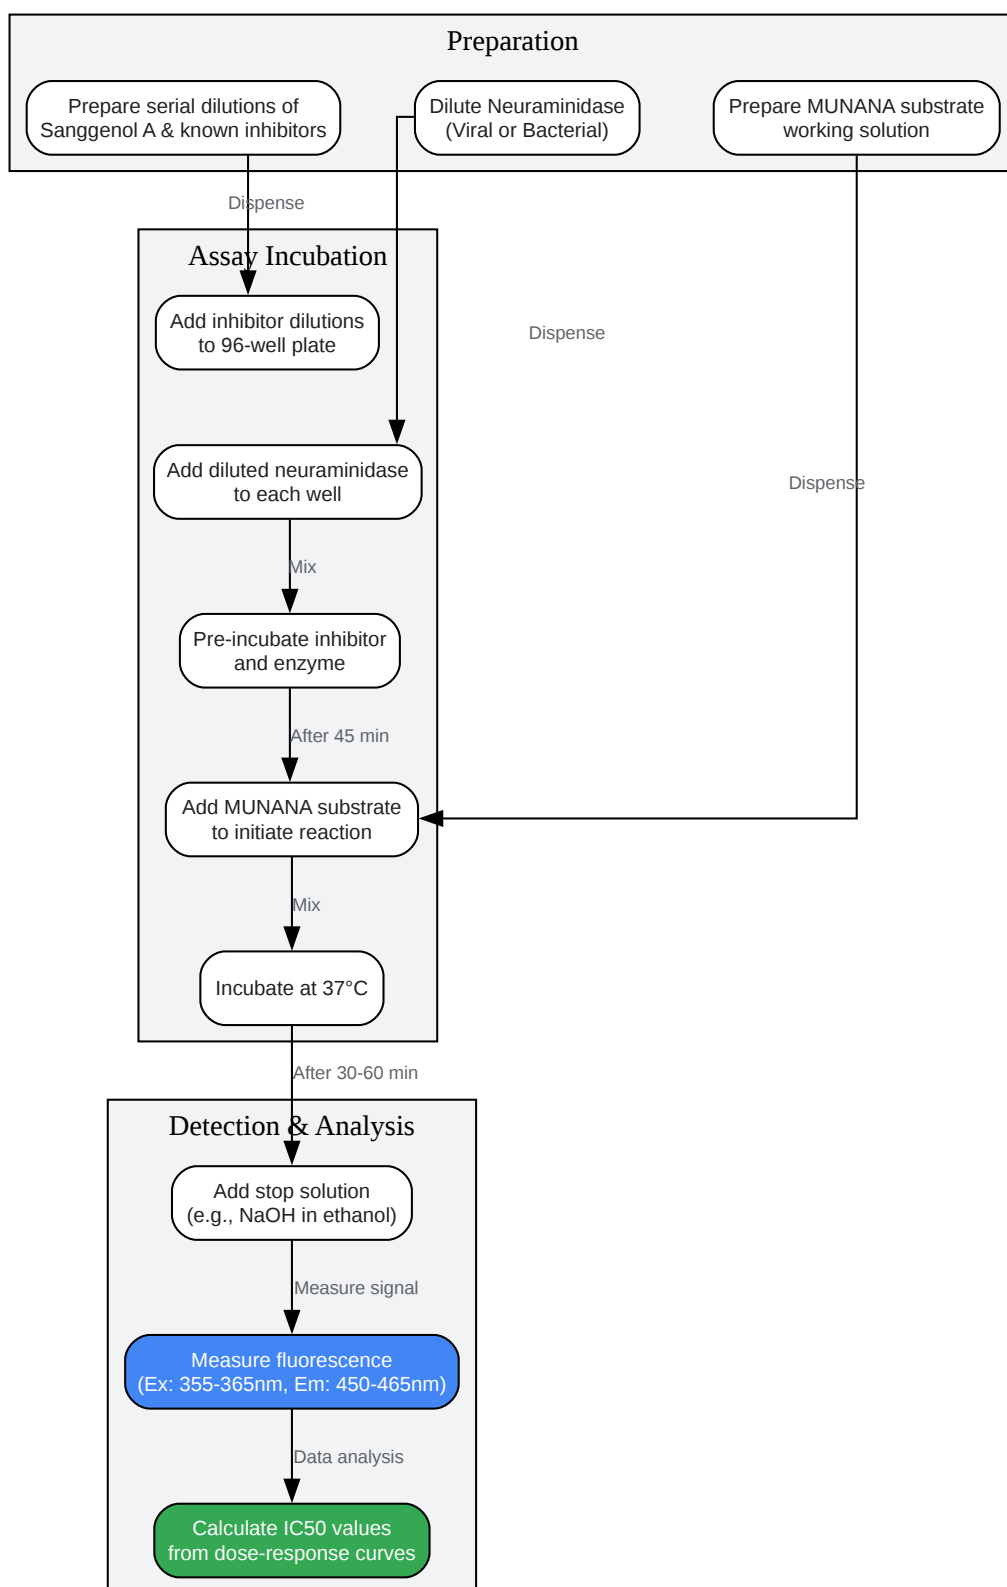 Preparation
Prepare serial dilutions of
Sanggenol A & known inhibitors
Dilute Neuraminidase
(Viral or Bacterial)
Prepare MUNANA substrate
working solution
Dispense
Assay Incubation
Add inhibitor dilutions
to 96-well plate
Dispense
Add diluted neuraminidase
to each well
Dispense
Mix
Pre-incubate inhibitor
and enzyme
After 45 min
Add MUNANA substrate
to initiate reaction
Mix
Incubate at 37°C
After 30-60 min
Detection & Analysis
Add stop solution
(e.g., NaOH in ethanol)
Measure signal
Measure fluorescence
(Ex: 355-365nm, Em: 450-465nm)
Data analysis
Calculate IC50 values
from dose-response curves